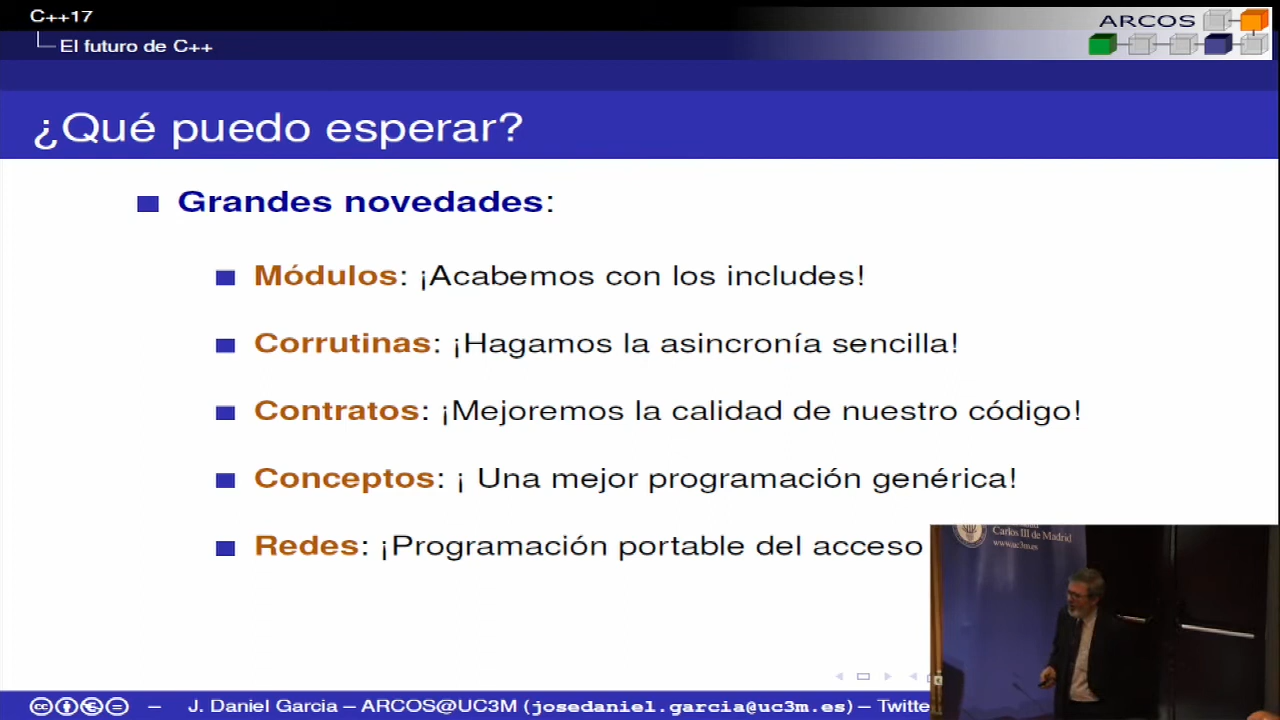 C++17
El futuro de C++
ARCOS
¿Qué puedo esperar?
Grandes novedades:
Módulos: ¡Acabemos con los includes!
Corrutinas: ¡Hagamos la asincronía sencilla!
Contratos: ¡Mejoremos la calidad de nuestro código!
Conceptos: ¡ Una mejor programación genérica!
Redes: ¡Programación portable del acceso
Carlos III de Madrid
www.uc3m.es
cc
– J. Daniel Garcia – ARCOS@UC3M (josedaniel.garcia@uc3m.es) – Twitte